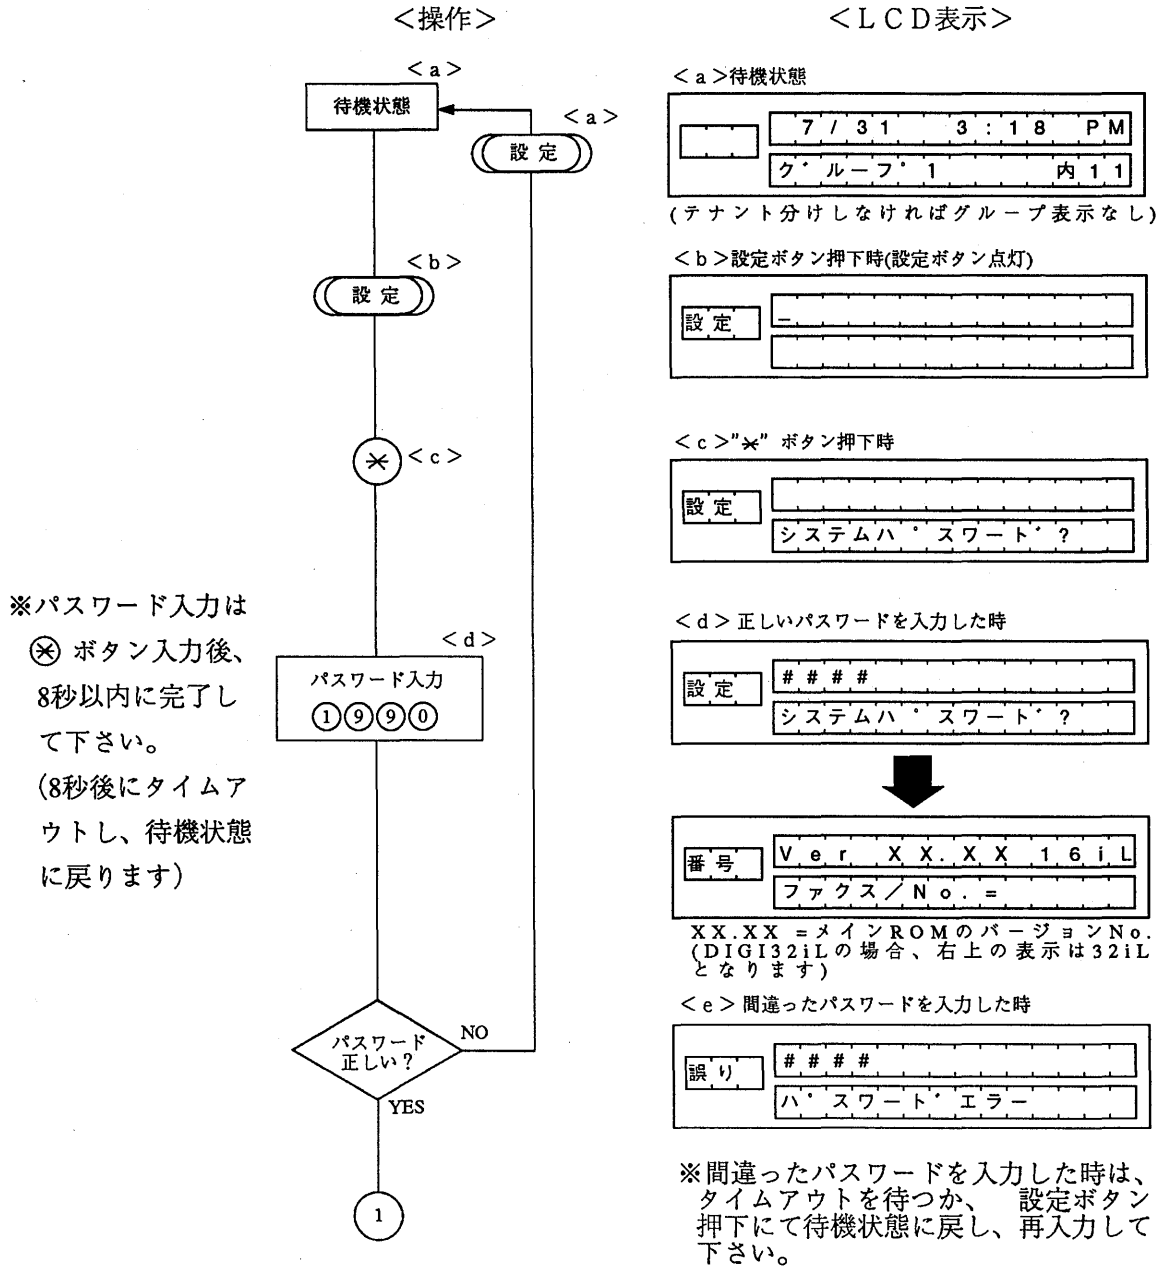 ＜操作＞
＜a＞
待機状態
＜a＞
設定
＜b＞
設定
＊
＜c＞
※パスワード入力は
＊ ボタン入力後、
8秒以内に完了し
て下さい。
(8秒後にタイムア
ウトし、待機状態
に戻ります)
＜d＞
パスワード入力
①⑨⑨⓪
パスワード
正しい？
NO
YES
1
＜ＬＣＤ表示＞
＜a＞待機状態
7/31 3:18 PM
グループ1 内11
(テナント分けしなければグループ表示なし)
＜b＞設定ボタン押下時(設定ボタン点灯)
設定
_
＜c＞"＊" ボタン押下時
設定
システムパスワード？
＜d＞正しいパスワードを入力した時
設定
####
システムパスワード？
番号
Ver XX.XX 16iL
ファクス／No.=
XX.XX =メインROMのバージョンNo.
(DIGI32iLの場合、右上の表示は32iL
となります)
＜e＞間違ったパスワードを入力した時
誤り
####
パスワードエラー
※間違ったパスワードを入力した時は、
タイムアウトを待つか、 設定ボタン
押下にて待機状態に戻し、再入力して
下さい。